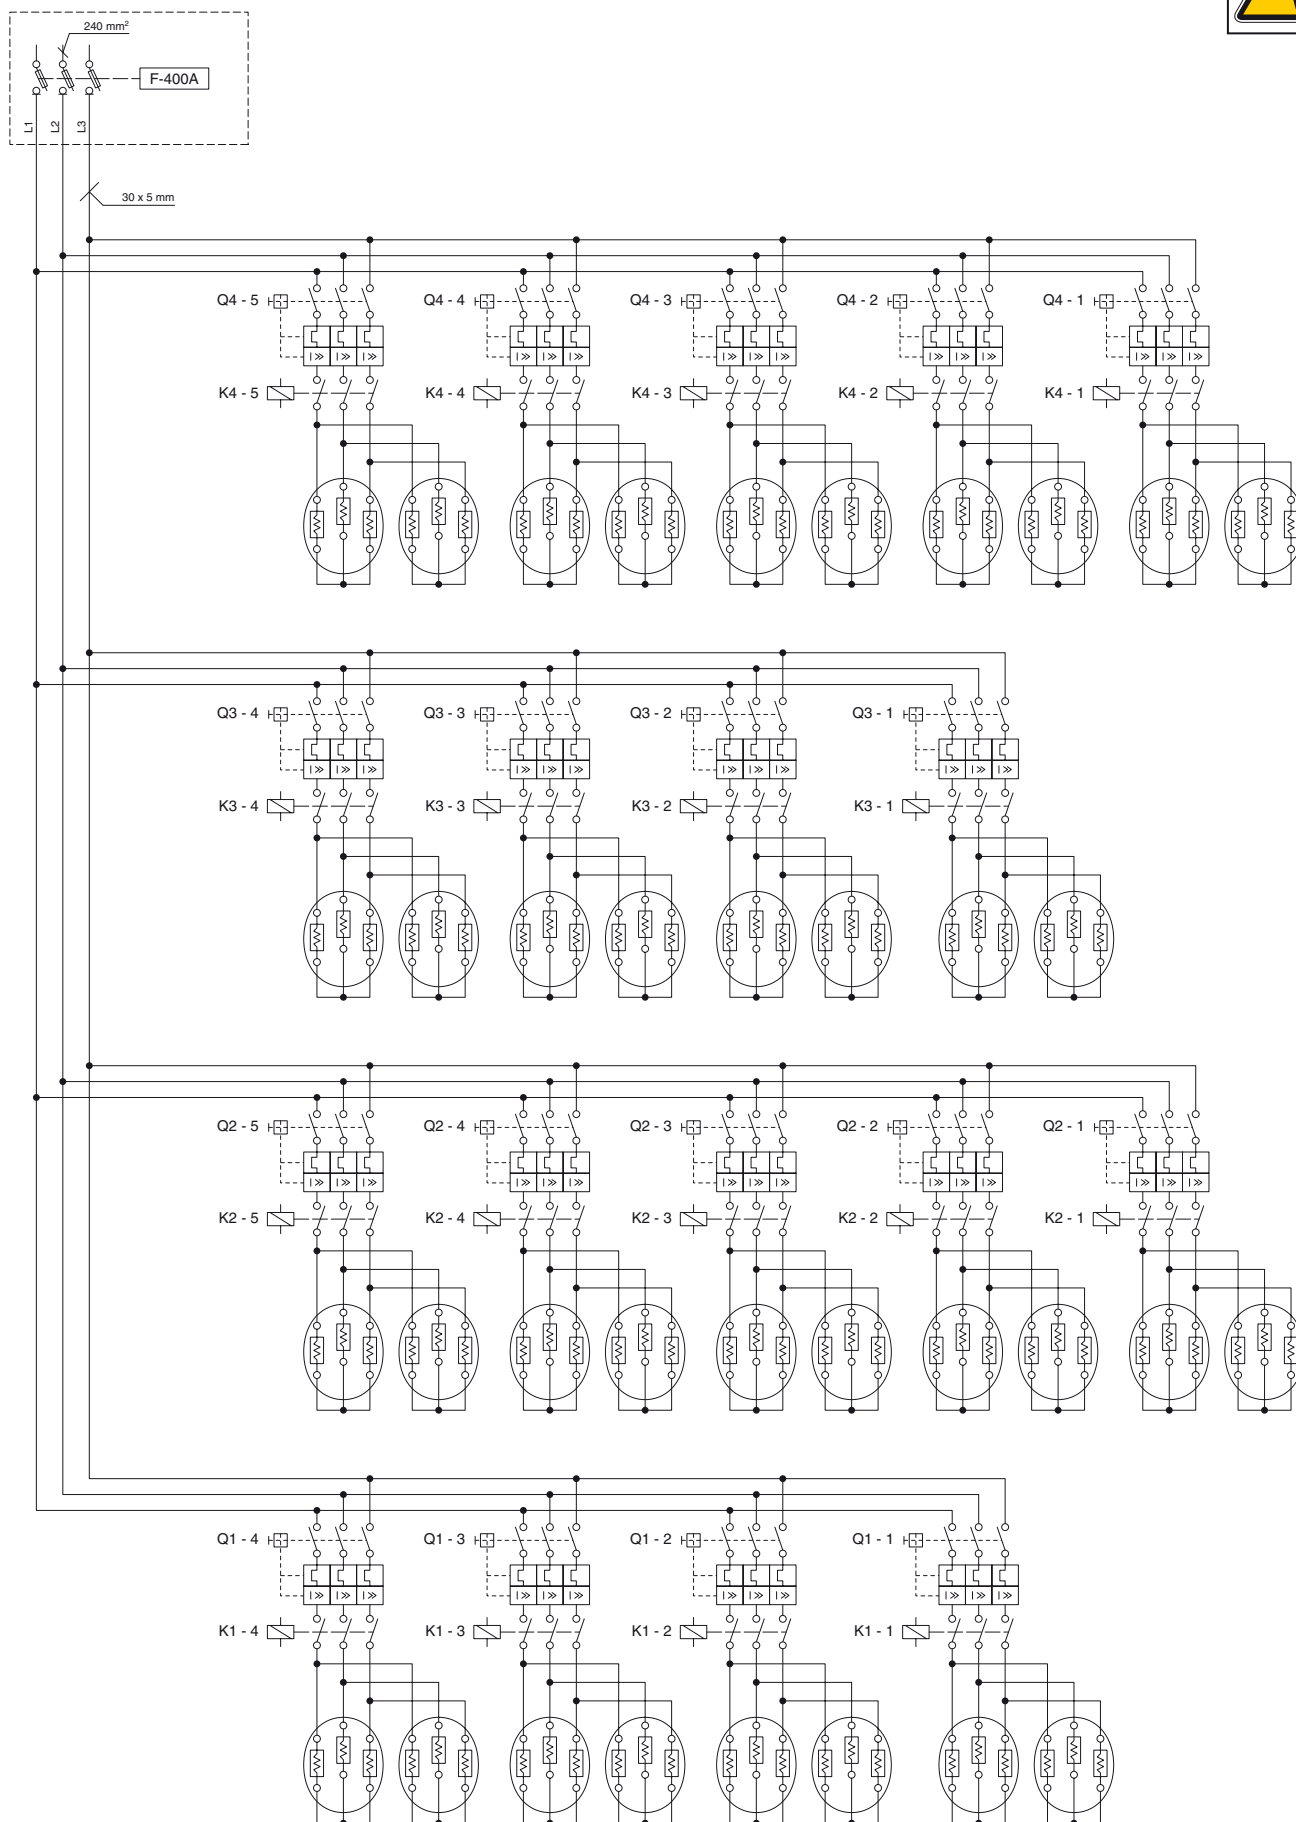 240 mm²
F-400A
L1
L2
L3
30 x 5 mm
Q4 - 5 Q4 - 4 Q4 - 3 Q4 - 2 Q4 - 1
I≫ I≫ I≫ I≫ I≫ I≫ I≫ I≫ I≫ I≫ I≫ I≫ I≫ I≫ I≫
K4 - 5 K4 - 4 K4 - 3 K4 - 2 K4 - 1
Q3 - 4 Q3 - 3 Q3 - 2 Q3 - 1
I≫ I≫ I≫ I≫ I≫ I≫ I≫ I≫ I≫ I≫ I≫ I≫
K3 - 4 K3 - 3 K3 - 2 K3 - 1
Q2 - 5 Q2 - 4 Q2 - 3 Q2 - 2 Q2 - 1
I≫ I≫ I≫ I≫ I≫ I≫ I≫ I≫ I≫ I≫ I≫ I≫ I≫ I≫ I≫
K2 - 5 K2 - 4 K2 - 3 K2 - 2 K2 - 1
Q1 - 4 Q1 - 3 Q1 - 2 Q1 - 1
I≫ I≫ I≫ I≫ I≫ I≫ I≫ I≫ I≫ I≫ I≫ I≫
K1 - 4 K1 - 3 K1 - 2 K1 - 1